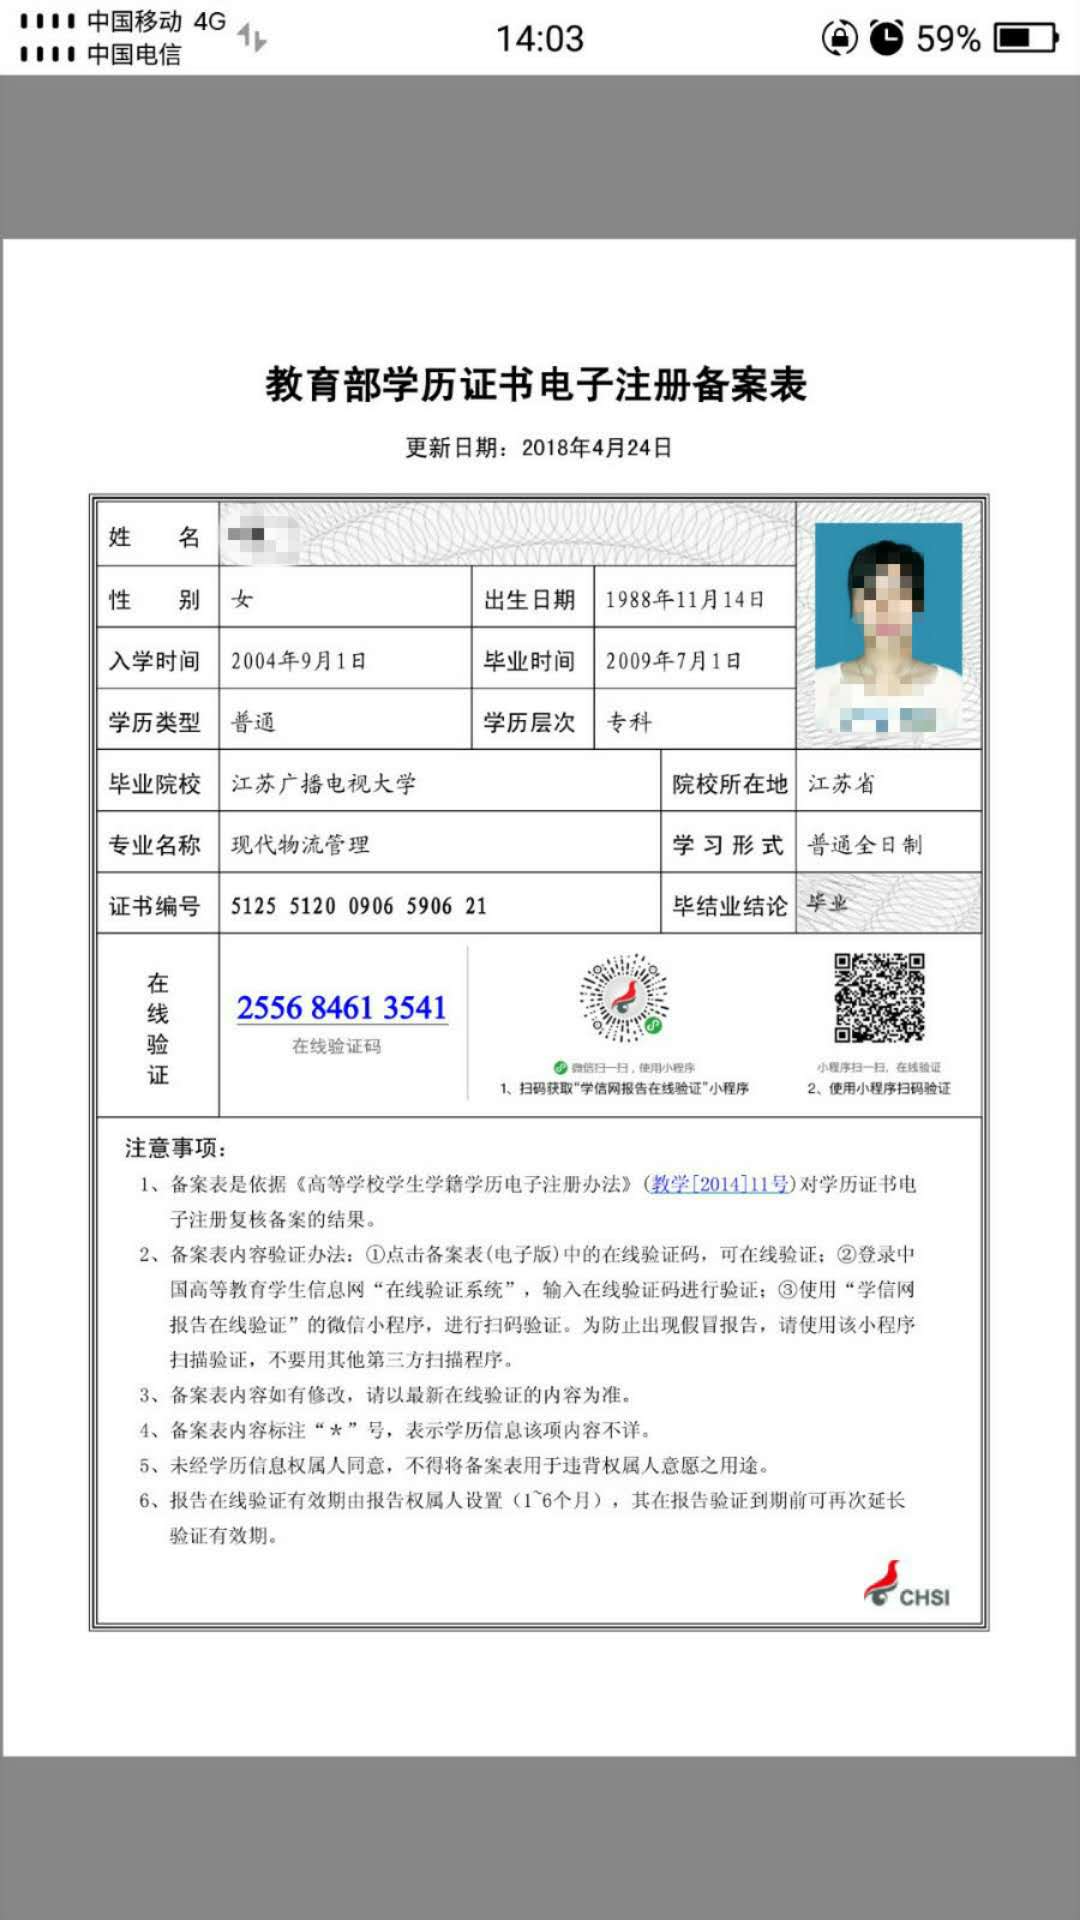 中国移动 4G
中国电信
14:03
59%
教育部学历证书电子注册备案表
更新日期：2018年4月24日
姓 名
性 别 女 出生日期 1988年11月14日
入学时间 2004年9月1日 毕业时间 2009年7月1日
学历类型 普通 学历层次 专科
毕业院校 江苏广播电视大学 院校所在地 江苏省
专业名称 现代物流管理 学习形式 普通全日制
证书编号 5125 5120 0906 5906 21 毕结业结论 毕业
在线验证
2556 8461 3541
在线验证码
微信扫一扫，使用小程序
1、扫码获取“学信网报告在线验证”小程序
小程序扫一扫，在线验证
2、使用小程序扫码验证
注意事项：
1、备案表是依据《高等学校学生学籍学历电子注册办法》(教学[2014]11号)对学历证书电
子注册复核备案的结果。
2、备案表内容验证办法：①点击备案表(电子版)中的在线验证码，可在线验证；②登录中
国高等教育学生信息网“在线验证系统”，输入在线验证码进行验证；③使用“学信网
报告在线验证”的微信小程序，进行扫码验证。为防止出现假冒报告，请使用该小程序
扫描验证，不要用其他第三方扫描程序。
3、备案表内容如有修改，请以最新在线验证的内容为准。
4、备案表内容标注“*”号，表示学历信息该项内容不详。
5、未经学历信息权属人同意，不得将备案表用于违背权属人意愿之用途。
6、报告在线验证有效期由报告权属人设置（1~6个月），其在报告验证到期前可再次延长
验证有效期。
CHSI